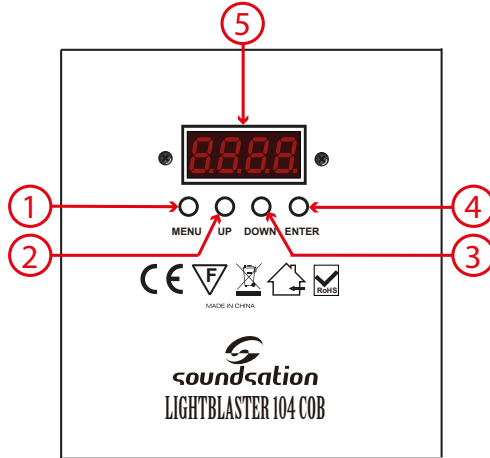 5
8.8.8.8.
1
4
MENU UP DOWN ENTER
2
3
CE F RoHS
MADE IN CHINA
soundsation
LIGHTBLASTER 104 COB